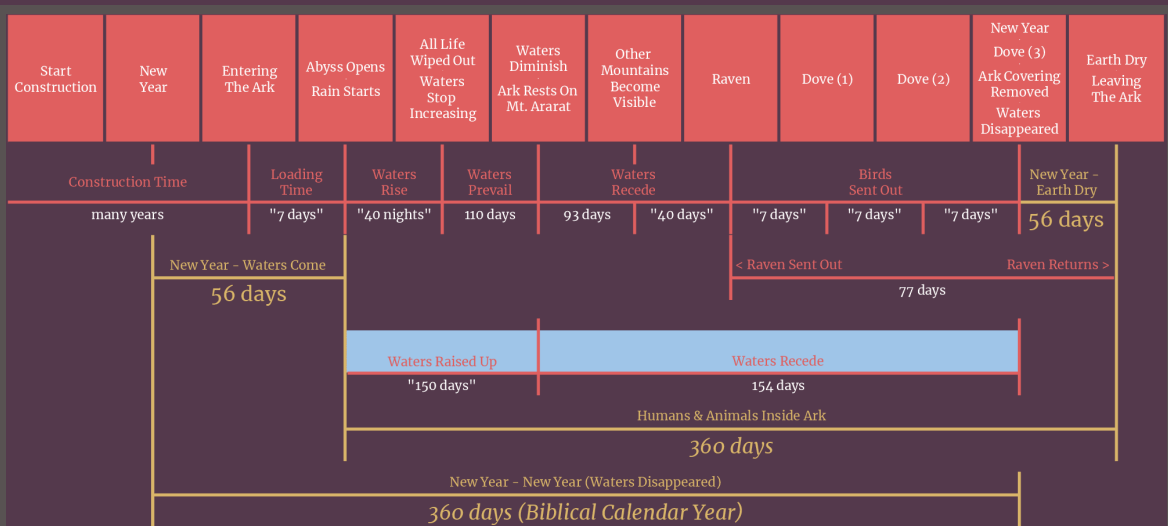 Start
Construction
New
Year
Entering
The Ark
Abyss Opens
Rain Starts
All Life
Wiped Out
Waters
Stop
Increasing
Waters
Diminish
Ark Rests On
Mt. Ararat
Other
Mountains
Become
Visible
Raven
Dove (1)
Dove (2)
New Year
Dove (3)
Ark Covering
Removed
Waters
Disappeared
Earth Dry
Leaving
The Ark
Construction Time
many years
Loading
Time
"7 days"
Waters
Rise
"40 nights"
Waters
Prevail
110 days
Waters
Recede
93 days
"40 days"
Birds
Sent Out
"7 days"
"7 days"
"7 days"
New Year -
Earth Dry
56 days
New Year - Waters Come
56 days
< Raven Sent Out
Raven Returns >
77 days
Waters Raised Up
"150 days"
Waters Recede
154 days
Humans & Animals Inside Ark
360 days
New Year - New Year (Waters Disappeared)
360 days (Biblical Calendar Year)